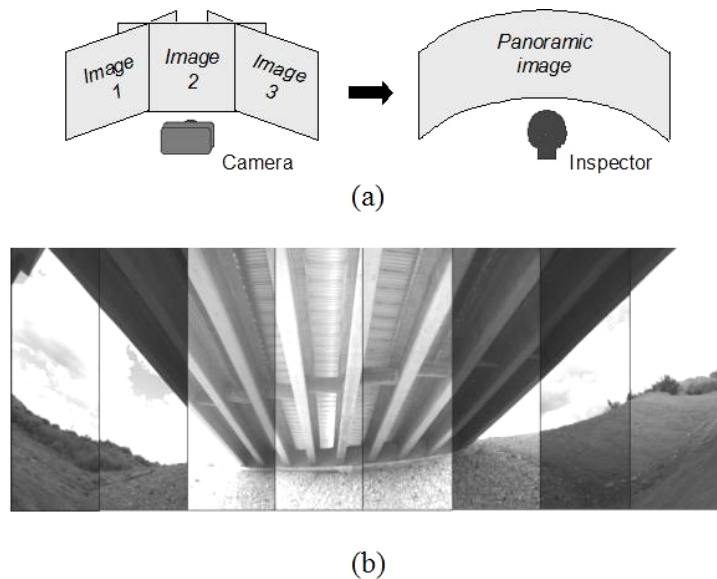 Image
1
Image
2
Image
3
Camera
Panoramic
image
Inspector
(a)
(b)